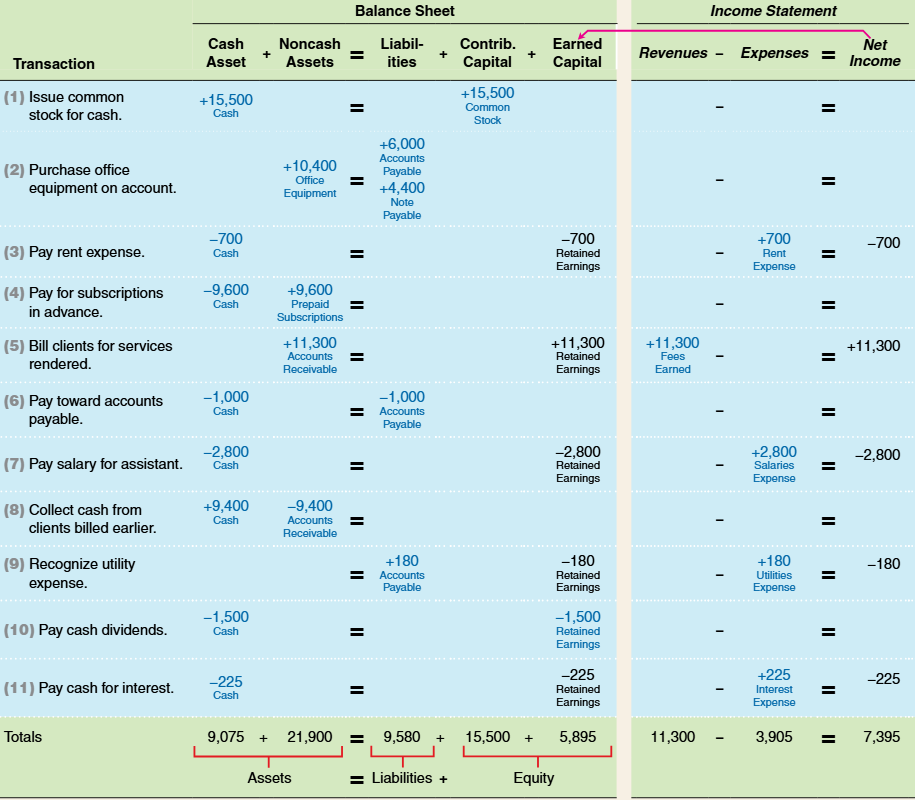 Balance Sheet Income Statement
Transaction Cash Asset + Noncash Assets = Liabil-ities + Contrib. Capital + Earned Capital Revenues – Expenses = Net Income
(1) Issue common
stock for cash.
+15,500
Cash
=
+15,500
Common
Stock
– =
(2) Purchase office
equipment on account.
+10,400
Office
Equipment
=
+6,000
Accounts
Payable
+4,400
Note
Payable
– =
(3) Pay rent expense.
–700
Cash
=
–700
Retained
Earnings
–
+700
Rent
Expense
=
–700
(4) Pay for subscriptions
in advance.
–9,600
Cash
+9,600
Prepaid
Subscriptions
=
– =
(5) Bill clients for services
rendered.
+11,300
Accounts
Receivable
=
+11,300
Retained
Earnings
+11,300
Fees
Earned
–
=
+11,300
(6) Pay toward accounts
payable.
–1,000
Cash
=
–1,000
Accounts
Payable
– =
(7) Pay salary for assistant.
–2,800
Cash
=
–2,800
Retained
Earnings
–
+2,800
Salaries
Expense
=
–2,800
(8) Collect cash from
clients billed earlier.
+9,400
Cash
–9,400
Accounts
Receivable
=
– =
(9) Recognize utility
expense.
=
+180
Accounts
Payable
–180
Retained
Earnings
–
+180
Utilities
Expense
=
–180
(10) Pay cash dividends.
–1,500
Cash
=
–1,500
Retained
Earnings
– =
(11) Pay cash for interest.
–225
Cash
=
–225
Retained
Earnings
–
+225
Interest
Expense
=
–225
Totals 9,075 + 21,900 = 9,580 + 15,500 + 5,895 11,300 – 3,905 = 7,395
Assets = Liabilities + Equity